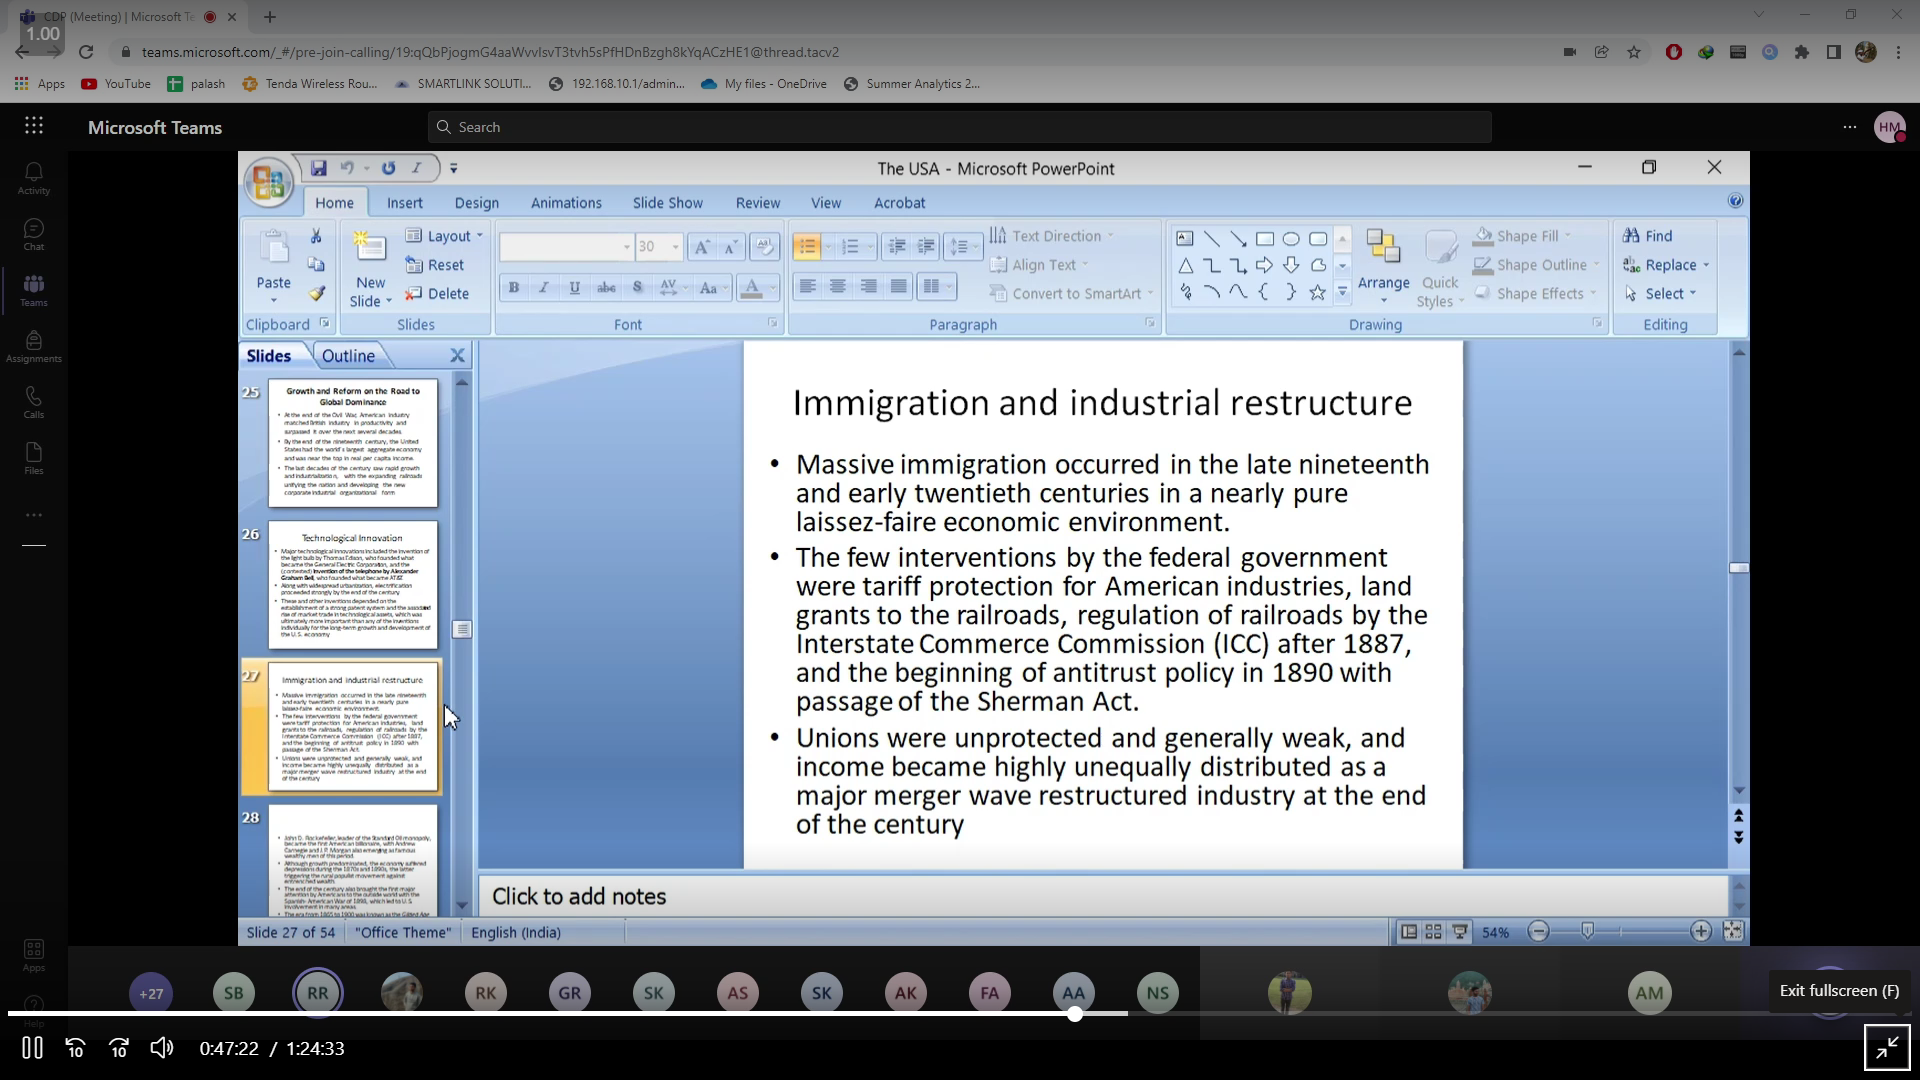 CDP (Meeting) | Microsoft Te
1.00
teams.microsoft.com/_#/pre-join-calling/19:qQbPjogmG4aaWvvIsvT3tvh5sPfHDnBzgh8kYqACzHE1@thread.tacv2
Apps YouTube palash Tenda Wireless Rou... SMARTLINK SOLUTI... 192.168.10.1/admin... My files - OneDrive Summer Analytics 2...
Microsoft Teams
Search
HM
Activity
Chat
Teams
Assignments
Calls
Files
Apps
Help
The USA - Microsoft PowerPoint
Home Insert Design Animations Slide Show Review View Acrobat
Paste
Clipboard
New Slide
Layout
Reset
Delete
Slides
30
Font
Text Direction
Align Text
Convert to SmartArt
Paragraph
Arrange
Quick Styles
Shape Fill
Shape Outline
Shape Effects
Drawing
Find
Replace
Select
Editing
Slides Outline
25
Growth and Reform on the Road to
Global Dominance
• At the end of the Civil War, American industry
matched British industry in productivity and
surpassed it over the next several decades.
• By the end of the nineteenth century, the United
States had the world's largest aggregate economy
and was near the top in real per capita income.
• The last decades of the century saw rapid growth
and industrialization, with the expanding railroads
unifying the nation and developing the new
corporate industrial organizational form
26
Technological Innovation
• Major technological innovations included the invention of
the light bulb by Thomas Edison, who founded what
became the General Electric Corporation, and the
(contested) invention of the telephone by Alexander
Graham Bell, who founded what became AT&T.
• Along with widespread urbanization, electrification
proceeded strongly by the end of the century.
• These and other inventions depended on the
establishment of a strong patent system and the associated
rise of market trade in technological assets, which was
ultimately more important than any of the inventions
individually for the long-term growth and development of
the U.S. economy
27
Immigration and industrial restructure
• Massive immigration occurred in the late nineteenth
and early twentieth centuries in a nearly pure
laissez-faire economic environment.
• The few interventions by the federal government
were tariff protection for American industries, land
grants to the railroads, regulation of railroads by the
Interstate Commerce Commission (ICC) after 1887,
and the beginning of antitrust policy in 1890 with
passage of the Sherman Act.
• Unions were unprotected and generally weak, and
income became highly unequally distributed as a
major merger wave restructured industry at the end
of the century
28
• John D. Rockefeller, leader of the Standard Oil monopoly,
became the first American billionaire, with Andrew
Carnegie and J. P. Morgan also emerging as famous
wealthy men of this period.
• Although growth predominated, the economy suffered
depressions during the 1870s and 1890s, the latter
triggering the rural populist movement against
entrenched wealth.
• The end of the century also brought the first major
attention by Americans to the outside world with the
Spanish-American War of 1898, which led to U.S.
involvement in many areas.
• The era from 1865 to 1900 was known as the Gilded Age
Immigration and industrial restructure
• Massive immigration occurred in the late nineteenth
and early twentieth centuries in a nearly pure
laissez-faire economic environment.
• The few interventions by the federal government
were tariff protection for American industries, land
grants to the railroads, regulation of railroads by the
Interstate Commerce Commission (ICC) after 1887,
and the beginning of antitrust policy in 1890 with
passage of the Sherman Act.
• Unions were unprotected and generally weak, and
income became highly unequally distributed as a
major merger wave restructured industry at the end
of the century
Click to add notes
Slide 27 of 54 "Office Theme" English (India) 54%
+27 SB RR RK GR SK AS SK AK FA AA NS AM
Exit fullscreen (F)
10 10 0:47:22 / 1:24:33